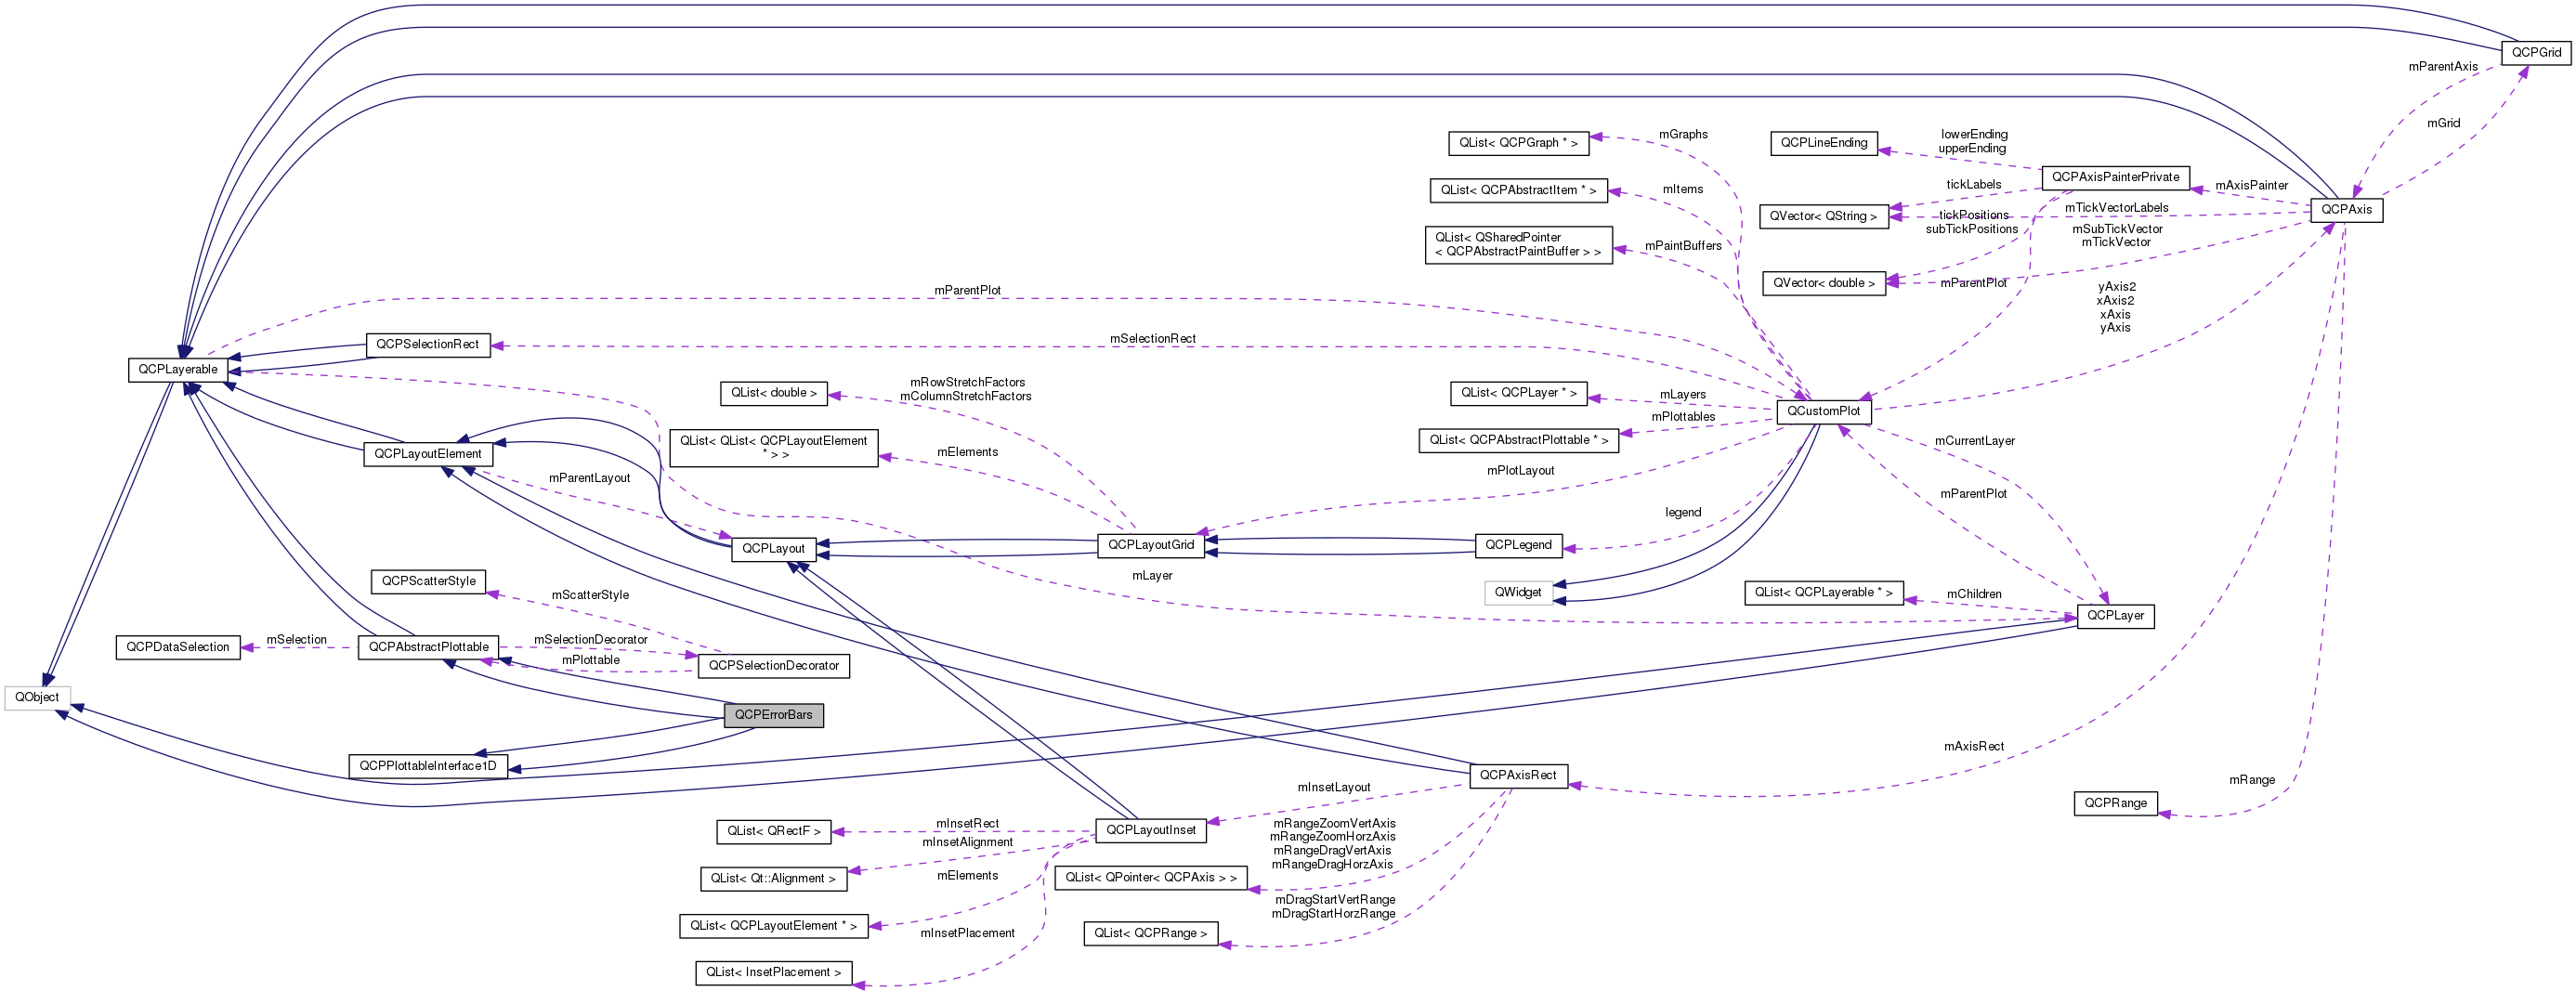 QCPGrid
mParentAxis
mGrid
mGraphs
QList< QCPGraph * >
lowerEnding
upperEnding
QCPLineEnding
QCPAxisPainterPrivate
mAxisPainter
tickLabels
QList< QCPAbstractItem * >
mItems
QVector< QString >
mTickVectorLabels
QCPAxis
tickPositions
subTickPositions
mSubTickVector
mTickVector
QList< QSharedPointer
< QCPAbstractPaintBuffer > >
mPaintBuffers
QVector< double >
mParentPlot
mParentPlot
yAxis2
xAxis2
xAxis
yAxis
QCPSelectionRect
mSelectionRect
QCPLayerable
QList< double >
mRowStretchFactors
mColumnStretchFactors
QList< QCPLayer * >
mLayers
QCustomPlot
mPlottables
QList< QCPAbstractPlottable * >
mCurrentLayer
QList< QList< QCPLayoutElement
* > >
mElements
QCPLayoutElement
mParentLayout
mPlotLayout
mParentPlot
legend
QCPLayout
QCPLayoutGrid
QCPLegend
mLayer
QCPScatterStyle
mScatterStyle
QWidget
QList< QCPLayerable * >
mChildren
QCPLayer
QCPDataSelection
mSelection
QCPAbstractPlottable
mSelectionDecorator
mPlottable
QCPSelectionDecorator
QObject
QCPErrorBars
QCPPlottableInterface1D
mAxisRect
QCPAxisRect
mInsetLayout
mRange
QCPRange
QList< QRectF >
mInsetRect
mInsetAlignment
QCPLayoutInset
mRangeZoomVertAxis
mRangeZoomHorzAxis
mRangeDragVertAxis
mRangeDragHorzAxis
QList< Qt::Alignment >
mElements
QList< QPointer< QCPAxis > >
mDragStartVertRange
mDragStartHorzRange
QList< QCPLayoutElement * >
mInsetPlacement
QList< QCPRange >
QList< InsetPlacement >